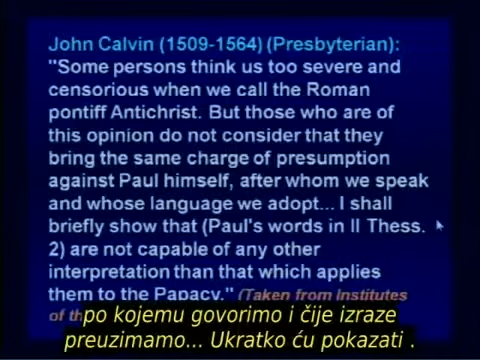 John Calvin (1509-1564) (Presbyterian):
"Some persons think us too severe and
censorious when we call the Roman
pontiff Antichrist. But those who are of
this opinion do not consider that they
bring the same charge of presumption
against Paul himself, after whom we speak
and whose language we adopt... I shall
briefly show that (Paul's words in II Thess.
2) are not capable of any other
interpretation than that which applies
them to the Papacy." (Taken from Institutes
of
po kojemu govorimo i čije izraze
preuzimamo... Ukratko ću pokazati .